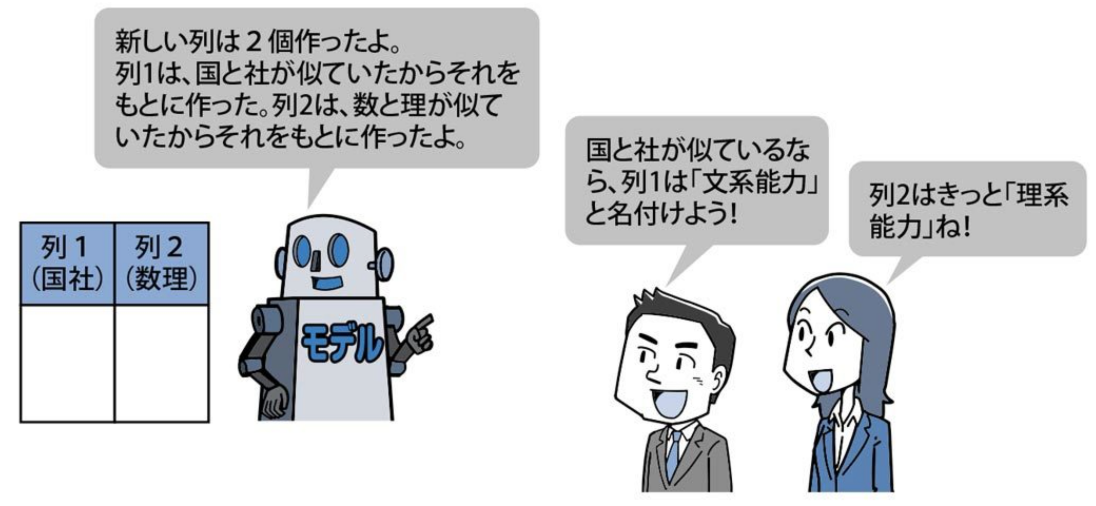 新しい列は２個作ったよ。
列1は、国と社が似ていたからそれを
もとに作った。列2は、数と理が似て
いたからそれをもとに作ったよ。
国と社が似ているな
ら、列1は「文系能力」
と名付けよう！
列2はきっと「理系
能力」ね！
列１
（国社）
列２
（数理）
モデル